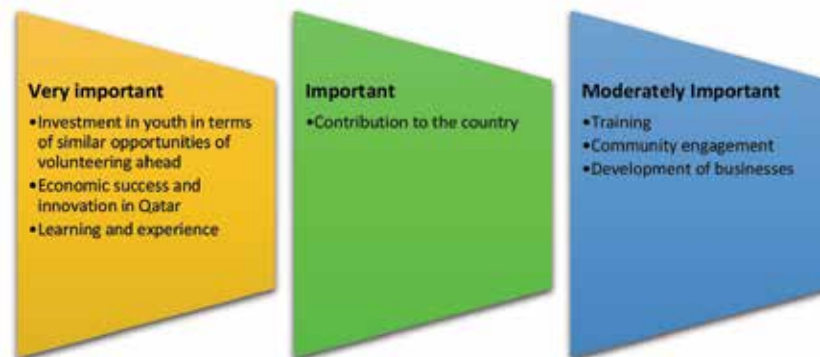 Very important
•Investment in youth in terms
of similar opportunities of
volunteering ahead
•Economic success and
innovation in Qatar
•Learning and experience
Important
•Contribution to the country
Moderately Important
•Training
•Community engagement
•Development of businesses